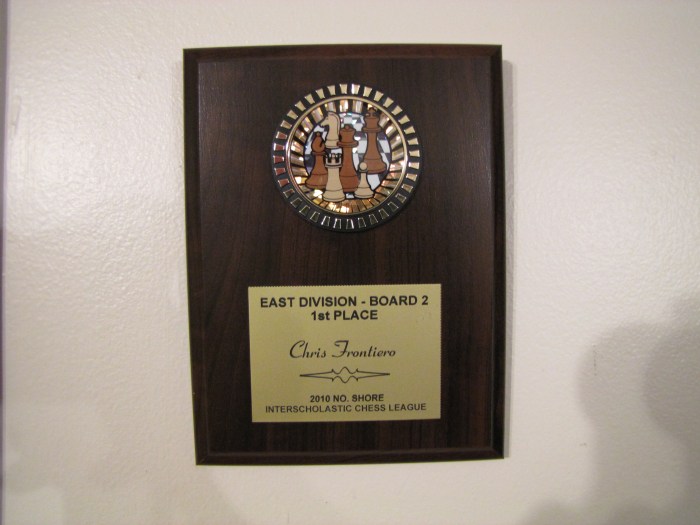 EAST DIVISION - BOARD 2
1st PLACE
Chris Frontiero
2010 NO. SHORE
INTERSCHOLASTIC CHESS LEAGUE